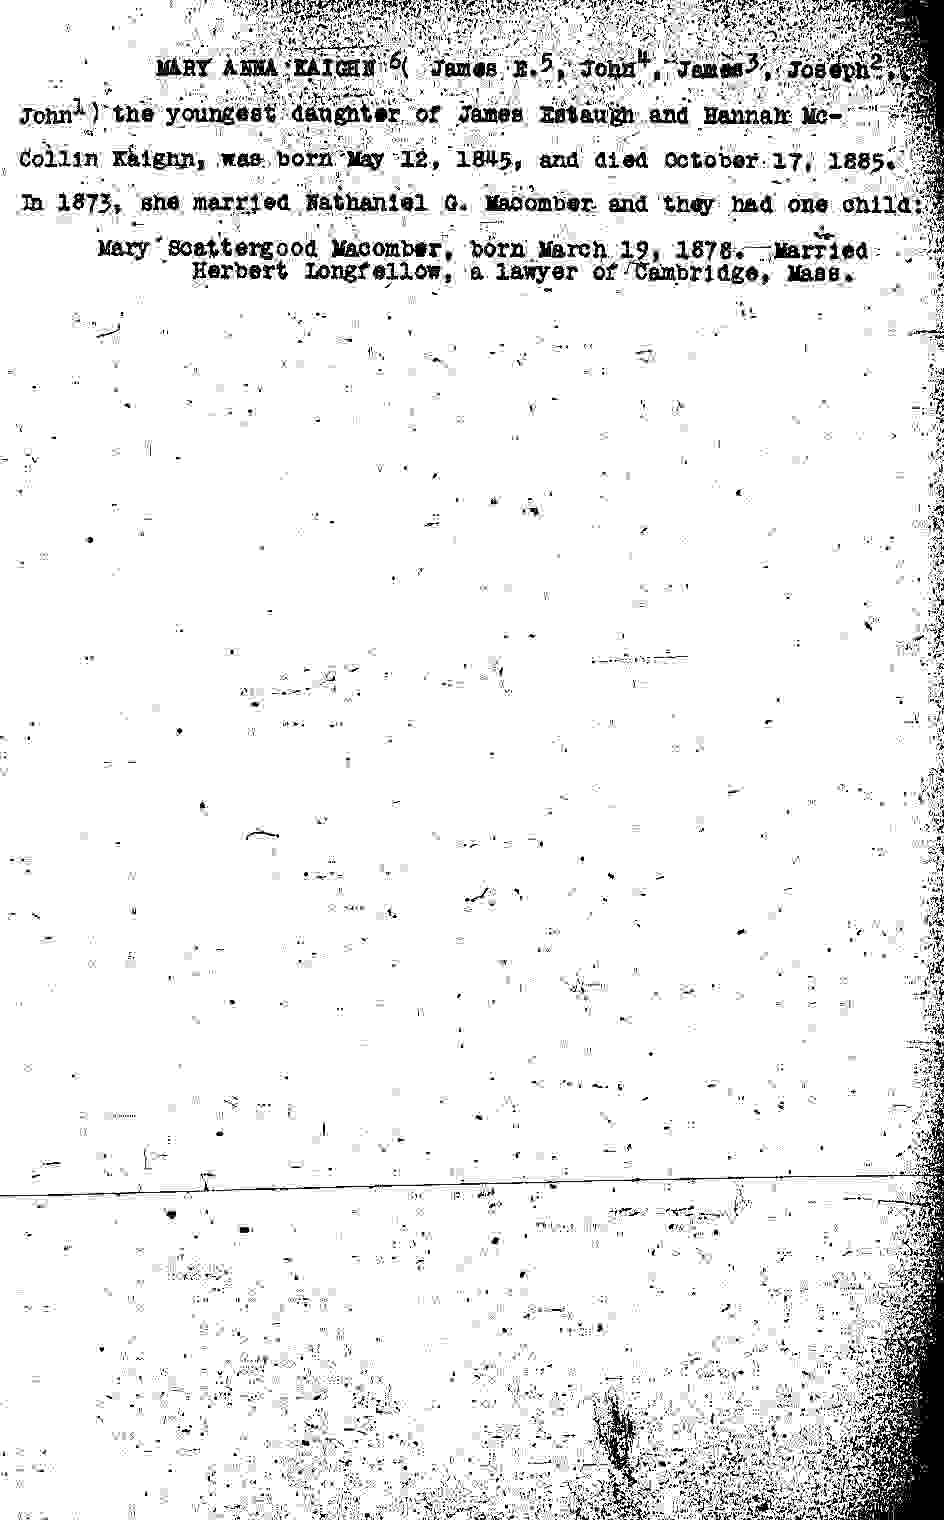 MARY ANNA KAIGHN 6( James E.5, John4, James3, Joseph2,
John1) the youngest daughter of James Estaugh and Hannah Mc-
Collin Kaighn, was born May 12, 1845, and died October 17, 1885.
In 1873, she married Nathaniel G. Macomber and they had one child:
Mary Scattergood Macomber, born March 19, 1878. Married
Herbert Longfellow, a lawyer of Cambridge, Mass.